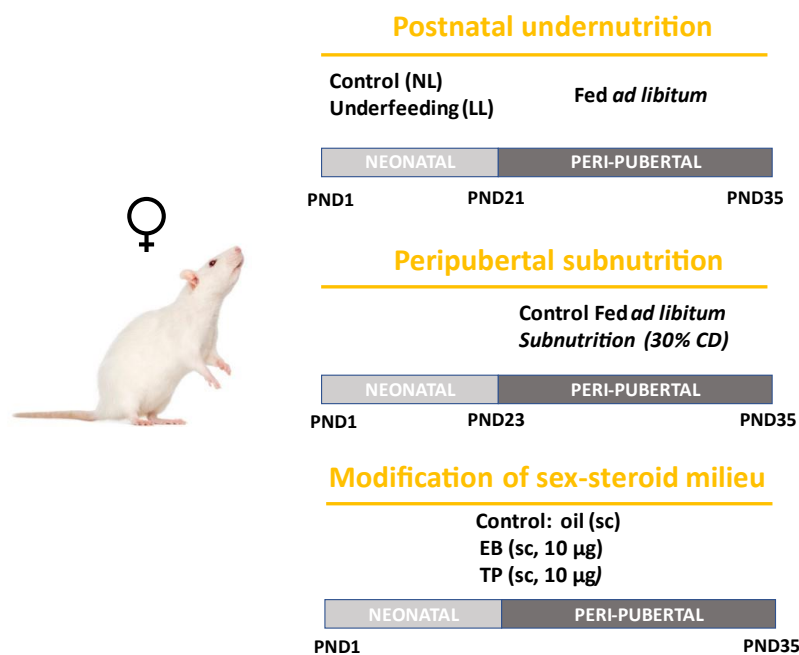 Postnatal undernutrition
Control (NL)
Underfeeding (LL)
Fed ad libitum
NEONATAL
PERI-PUBERTAL
PND1
PND21
PND35
Peripubertal subnutrition
Control Fed ad libitum
Subnutrition (30% CD)
NEONATAL
PERI-PUBERTAL
PND1
PND23
PND35
Modification of sex-steroid milieu
Control: oil (sc)
EB (sc, 10 µg)
TP (sc, 10 µg)
NEONATAL
PERI-PUBERTAL
PND1
PND35